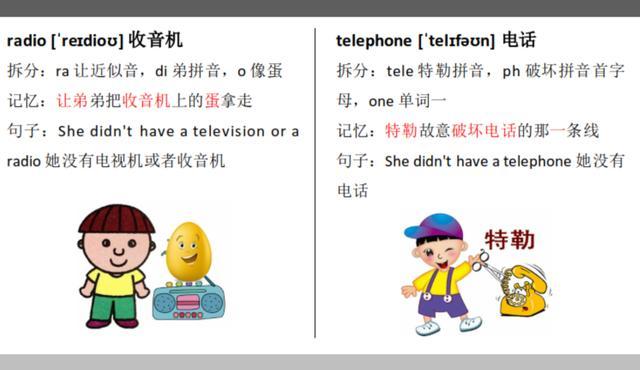 radio [ˈreɪdioʊ] 收音机
拆分：ra 让近似音，di 弟拼音，o 像蛋
记忆：让弟弟把收音机上的蛋拿走
句子：She didn't have a television or a
radio 她没有电视机或者收音机
telephone [ˈtelɪfəʊn] 电话
拆分：tele 特勒拼音，ph 破坏拼音首字
母，one 单词一
记忆：特勒故意破坏电话的那一条线
句子：She didn't have a telephone 她没有
电话
特勒